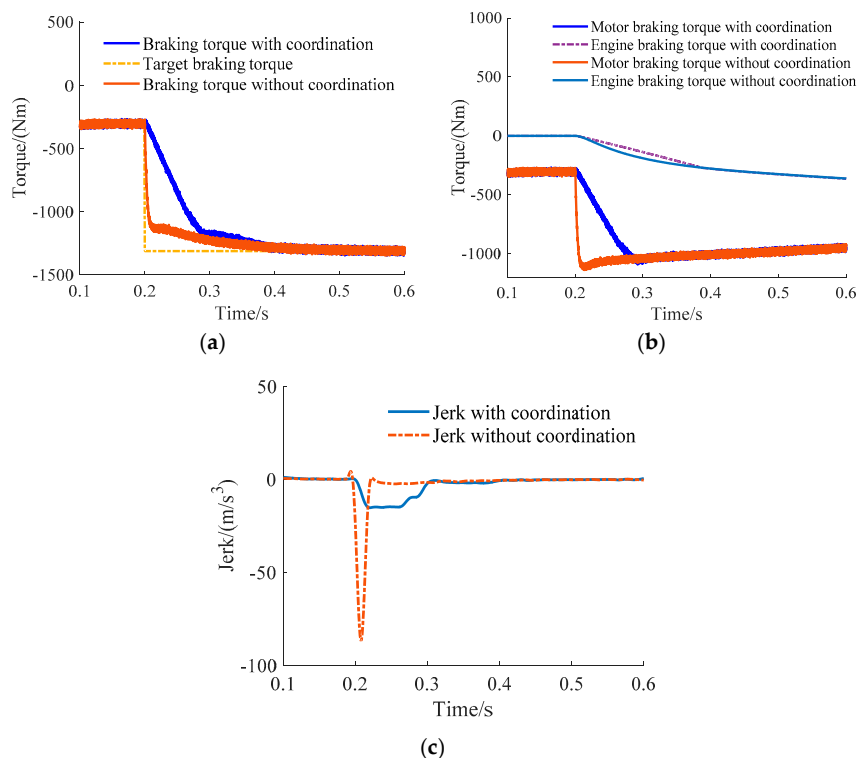 500
0
-500
-1000
-1500
Torque/(Nm)
Braking torque with coordination
Target braking torque
Braking torque without coordination
0.1 0.2 0.3 0.4 0.5 0.6
Time/s
(a)
1000
500
0
-500
-1000
Torque/(Nm)
Motor braking torque with coordination
Engine braking torque with coordination
Motor braking torque without coordination
Engine braking torque without coordination
0.1 0.2 0.3 0.4 0.5 0.6
Time/s
(b)
50
0
-50
-100
Jerk/(m/s³)
Jerk with coordination
Jerk without coordination
0.1 0.2 0.3 0.4 0.5 0.6
Time/s
(c)